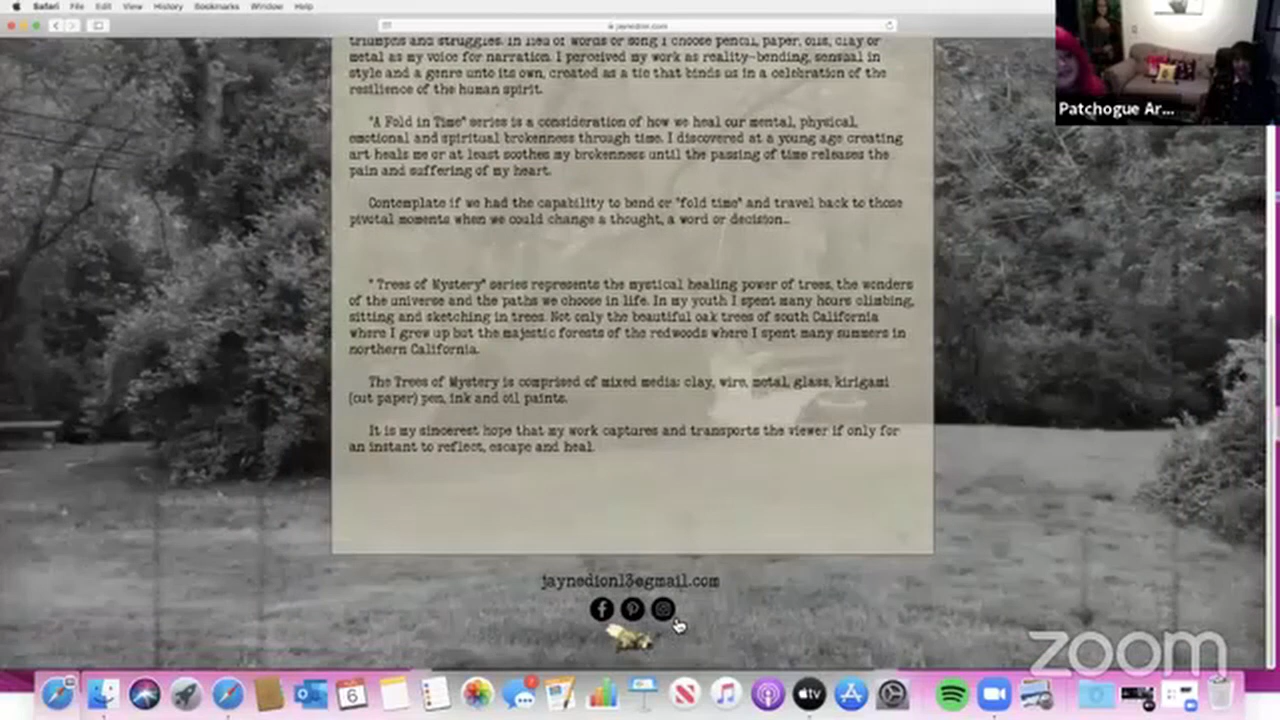 Safari File Edit View History Bookmarks Window Help
jaynedion.com
triumphs and struggles. In lieu of words or song I choose pencil, paper, oils, clay or
metal as my voice for narration. I perceived my work as reality-bending, sensual in
style and a genre unto its own, created as a tie that binds us in a celebration of the
resilience of the human spirit.
"A Fold in Time" series is a consideration of how we heal our mental, physical,
emotional and spiritual brokenness through time. I discovered at a young age creating
art heals me or at least soothes my brokenness until the passing of time releases the
pain and suffering of my heart.
Contemplate if we had the capability to bend or "fold time" and travel back to those
pivotal moments when we could change a thought, a word or decision...
" Trees of Mystery" series represents the mystical healing power of trees, the wonders
of the universe and the paths we choose in life. In my youth I spent many hours climbing,
sitting and sketching in trees. Not only the beautiful oak trees of south California
where I grew up but the majestic forests of the redwoods where I spent many summers in
northern California.
The Trees of Mystery is comprised of mixed media: clay, wire, metal, glass, kirigami
(cut paper) pen, ink and oil paints.
It is my sincerest hope that my work captures and transports the viewer if only for
an instant to reflect, escape and heal.
jaynedion13@gmail.com
Patchogue Ar...
zoom
6
tv